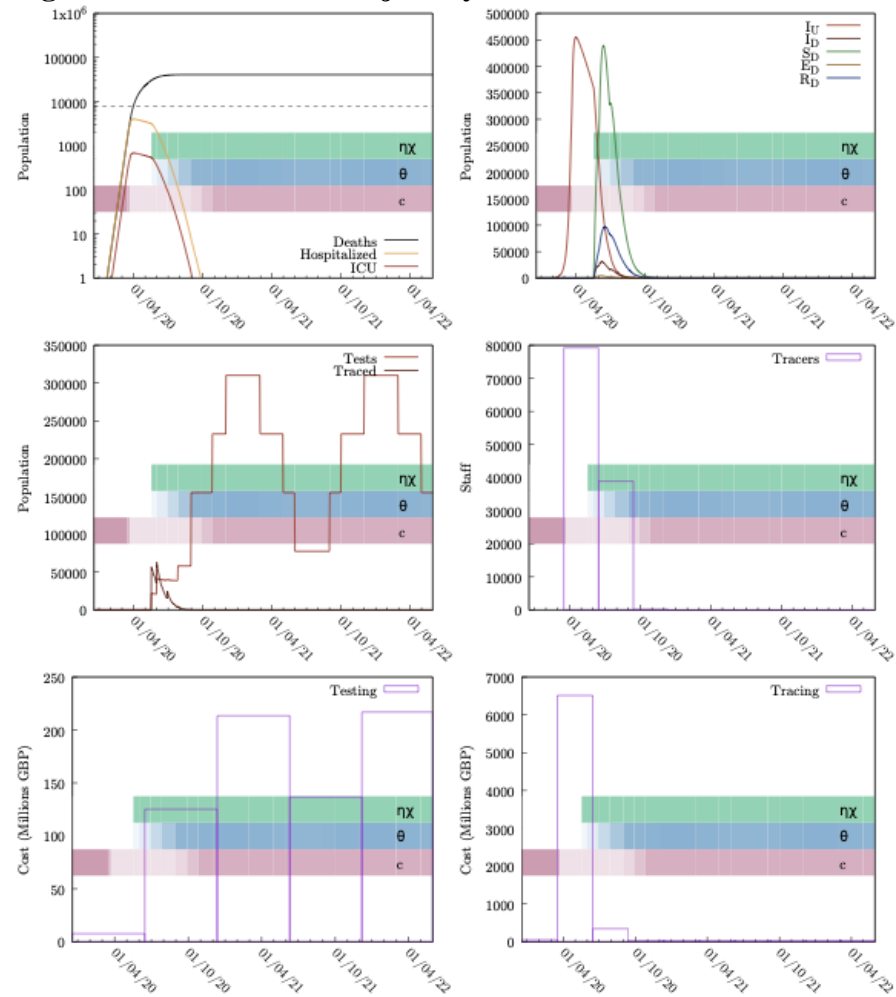 1x10^6
100000
10000
1000
100
10
1
Population
ηχ
θ
c
Deaths
Hospitalized
ICU
01/04/20
01/10/20
01/04/21
01/10/21
01/04/22
500000
450000
400000
350000
300000
250000
200000
150000
100000
50000
0
Population
I_U
I_D
S_D
E_D
R_D
ηχ
θ
c
01/04/20
01/10/20
01/04/21
01/10/21
01/04/22
350000
300000
250000
200000
150000
100000
50000
0
Population
Tests
Traced
ηχ
θ
c
01/04/20
01/10/20
01/04/21
01/10/21
01/04/22
80000
70000
60000
50000
40000
30000
20000
10000
0
Staff
Tracers
ηχ
θ
c
01/04/20
01/10/20
01/04/21
01/10/21
01/04/22
250
200
150
100
50
0
Cost (Millions GBP)
Testing
ηχ
θ
c
01/04/20
01/10/20
01/04/21
01/10/21
01/04/22
7000
6000
5000
4000
3000
2000
1000
0
Cost (Millions GBP)
Tracing
ηχ
θ
c
01/04/20
01/10/20
01/04/21
01/10/21
01/04/22